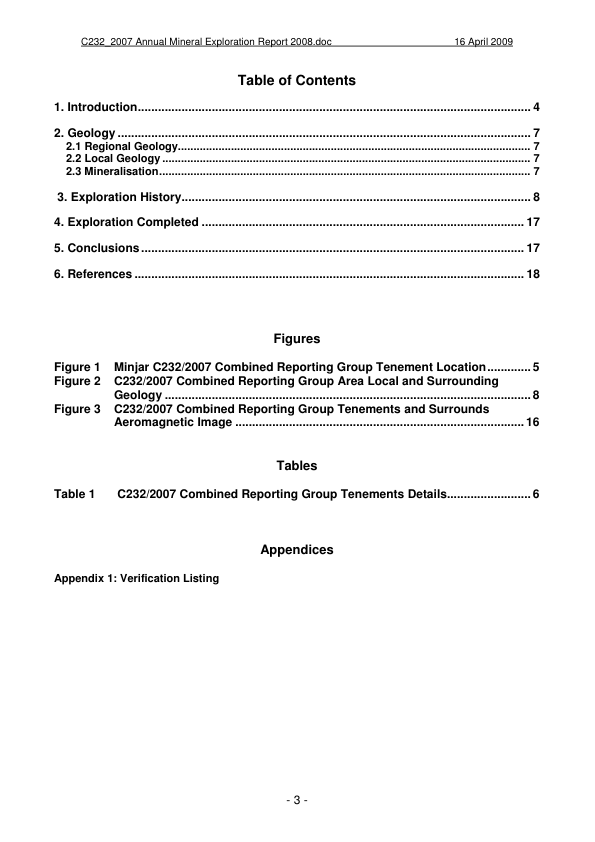 C232_2007 Annual Mineral Exploration Report 2008.doc 16 April 2009
Table of Contents
1. Introduction..................................................................................................................... 4
2. Geology ........................................................................................................................... 7
2.1 Regional Geology......................................................................................................... 7
2.2 Local Geology .............................................................................................................. 7
2.3 Mineralisation............................................................................................................... 7
3. Exploration History........................................................................................................ 8
4. Exploration Completed ................................................................................................ 17
5. Conclusions .................................................................................................................. 17
6. References .................................................................................................................... 18
Figures
Figure 1 Minjar C232/2007 Combined Reporting Group Tenement Location............. 5
Figure 2 C232/2007 Combined Reporting Group Area Local and Surrounding
Geology ............................................................................................................. 8
Figure 3 C232/2007 Combined Reporting Group Tenements and Surrounds
Aeromagnetic Image ...................................................................................... 16
Tables
Table 1 C232/2007 Combined Reporting Group Tenements Details......................... 6
Appendices
Appendix 1: Verification Listing
- 3 -